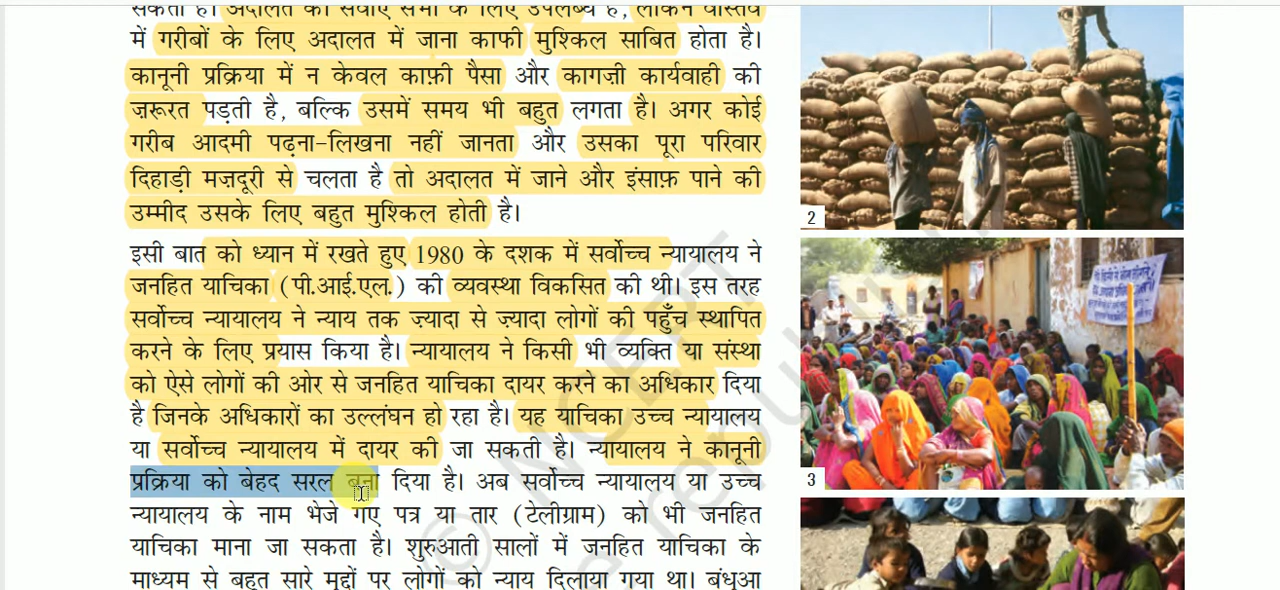 सकती हैं। अदालत की सेवाएँ सभी के लिए उपलब्ध हैं, लेकिन वास्तव
में गरीबों के लिए अदालत में जाना काफी मुश्किल साबित होता है।
कानूनी प्रक्रिया में न केवल काफ़ी पैसा और कागज़ी कार्यवाही की
ज़रूरत पड़ती है, बल्कि उसमें समय भी बहुत लगता है। अगर कोई
गरीब आदमी पढ़ना-लिखना नहीं जानता और उसका पूरा परिवार
दिहाड़ी मज़दूरी से चलता है तो अदालत में जाने और इंसाफ़ पाने की
उम्मीद उसके लिए बहुत मुश्किल होती है।
इसी बात को ध्यान में रखते हुए 1980 के दशक में सर्वोच्च न्यायालय ने
जनहित याचिका (पी.आई.एल.) की व्यवस्था विकसित की थी। इस तरह
सर्वोच्च न्यायालय ने न्याय तक ज़्यादा से ज़्यादा लोगों की पहुँच स्थापित
करने के लिए प्रयास किया है। न्यायालय ने किसी भी व्यक्ति या संस्था
को ऐसे लोगों की ओर से जनहित याचिका दायर करने का अधिकार दिया
है जिनके अधिकारों का उल्लंघन हो रहा है। यह याचिका उच्च न्यायालय
या सर्वोच्च न्यायालय में दायर की जा सकती है। न्यायालय ने कानूनी
प्रक्रिया को बेहद सरल बना दिया है। अब सर्वोच्च न्यायालय या उच्च
न्यायालय के नाम भेजे गए पत्र या तार (टेलीग्राम) को भी जनहित
याचिका माना जा सकता है। शुरुआती सालों में जनहित याचिका के
माध्यम से बहुत सारे मुद्दों पर लोगों को न्याय दिलाया गया था। बंधुआ
2
3
© NCERT